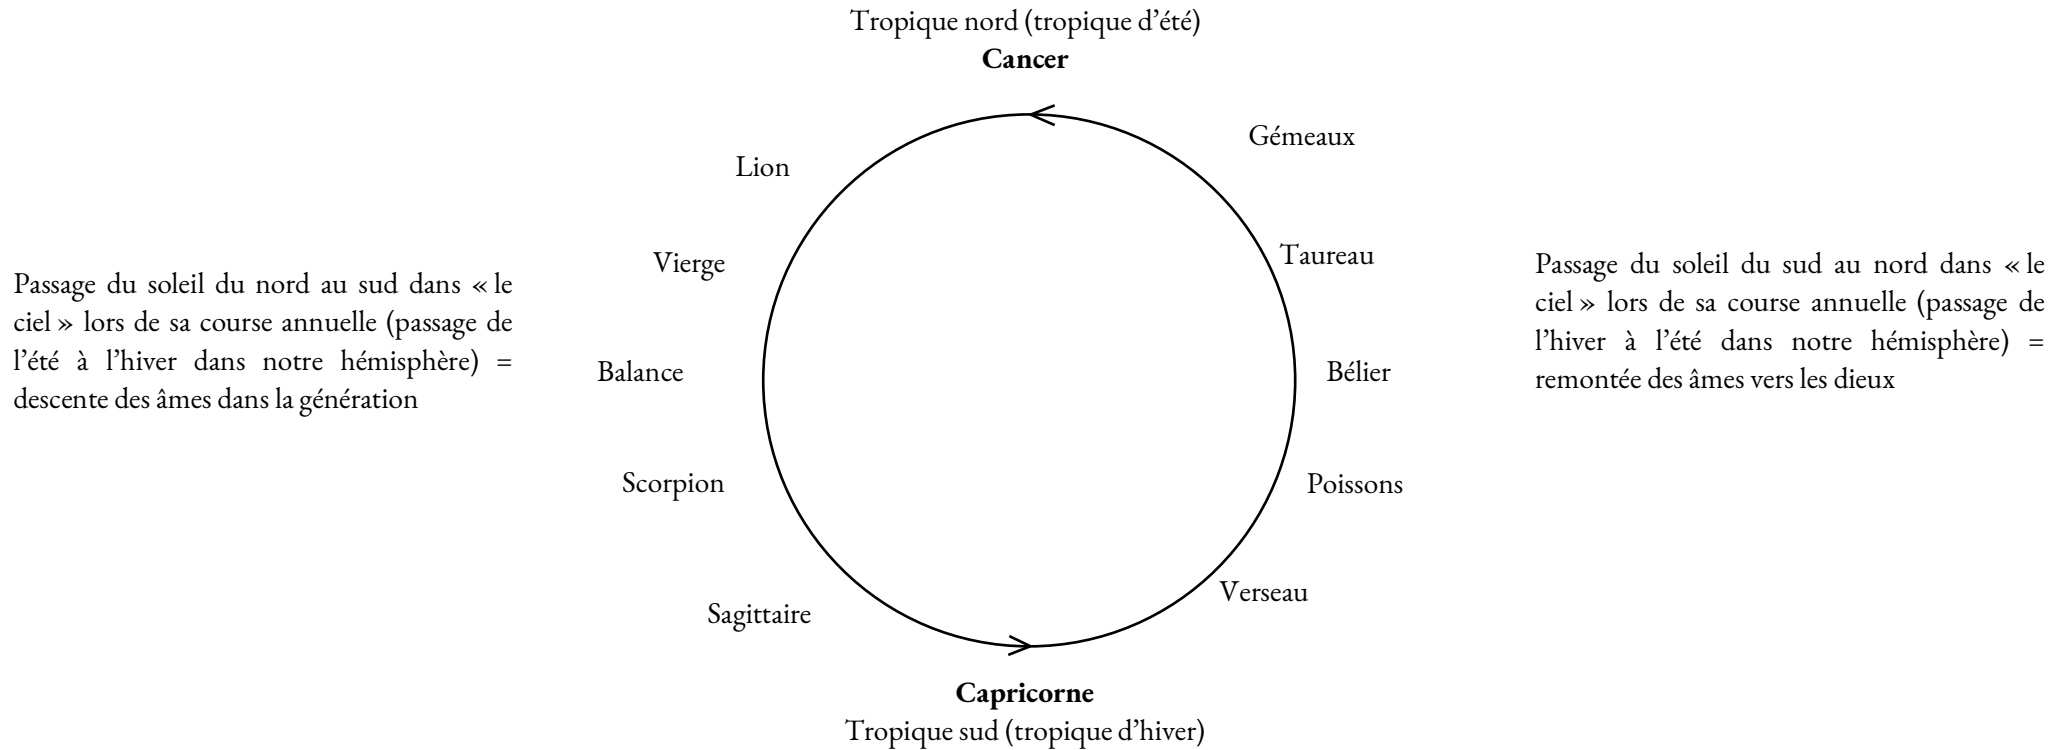 Tropique nord (tropique d’été)
Cancer
Gémeaux
Lion
Taureau
Vierge
Passage du soleil du nord au sud dans « le
ciel » lors de sa course annuelle (passage de
l’été à l’hiver dans notre hémisphère) =
descente des âmes dans la génération
Passage du soleil du sud au nord dans « le
ciel » lors de sa course annuelle (passage de
l’hiver à l’été dans notre hémisphère) =
remontée des âmes vers les dieux
Balance
Bélier
Scorpion
Poissons
Verseau
Sagittaire
Capricorne
Tropique sud (tropique d’hiver)